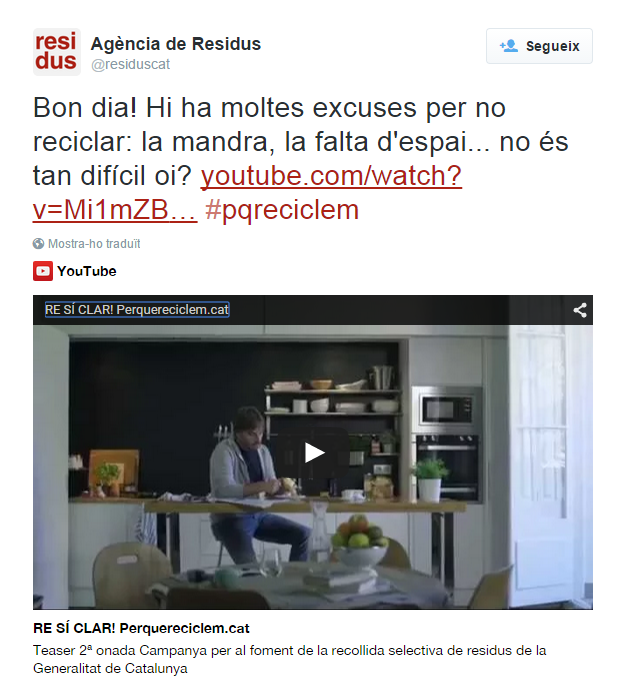 resi
dus
Agència de Residus
@residuscat
Segueix
Bon dia! Hi ha moltes excuses per no
reciclar: la mandra, la falta d'espai... no és
tan difícil oi? youtube.com/watch?
v=Mi1mZB… #pqreciclem
Mostra-ho traduït
YouTube
RE SÍ CLAR! Perquereciclem.cat
RE SÍ CLAR! Perquereciclem.cat
Teaser 2ª onada Campanya per al foment de la recollida selectiva de residus de la
Generalitat de Catalunya